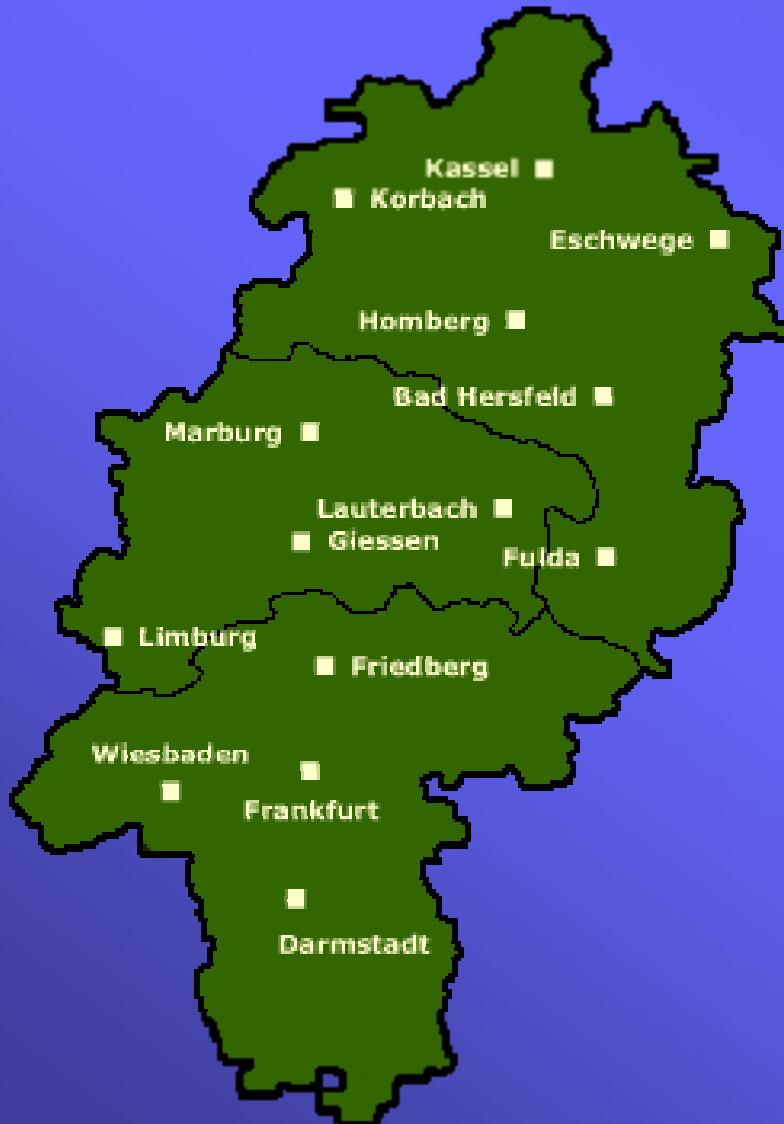 Kassel
Korbach
Eschwege
Homberg
Bad Hersfeld
Marburg
Lauterbach
Giessen
Fulda
Limburg
Friedberg
Wiesbaden
Frankfurt
Darmstadt